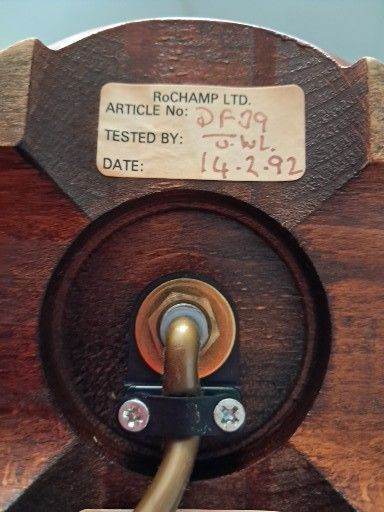 RoCHAMP LTD.
ARTICLE No: DF39
TESTED BY:
DATE: 14.2.92